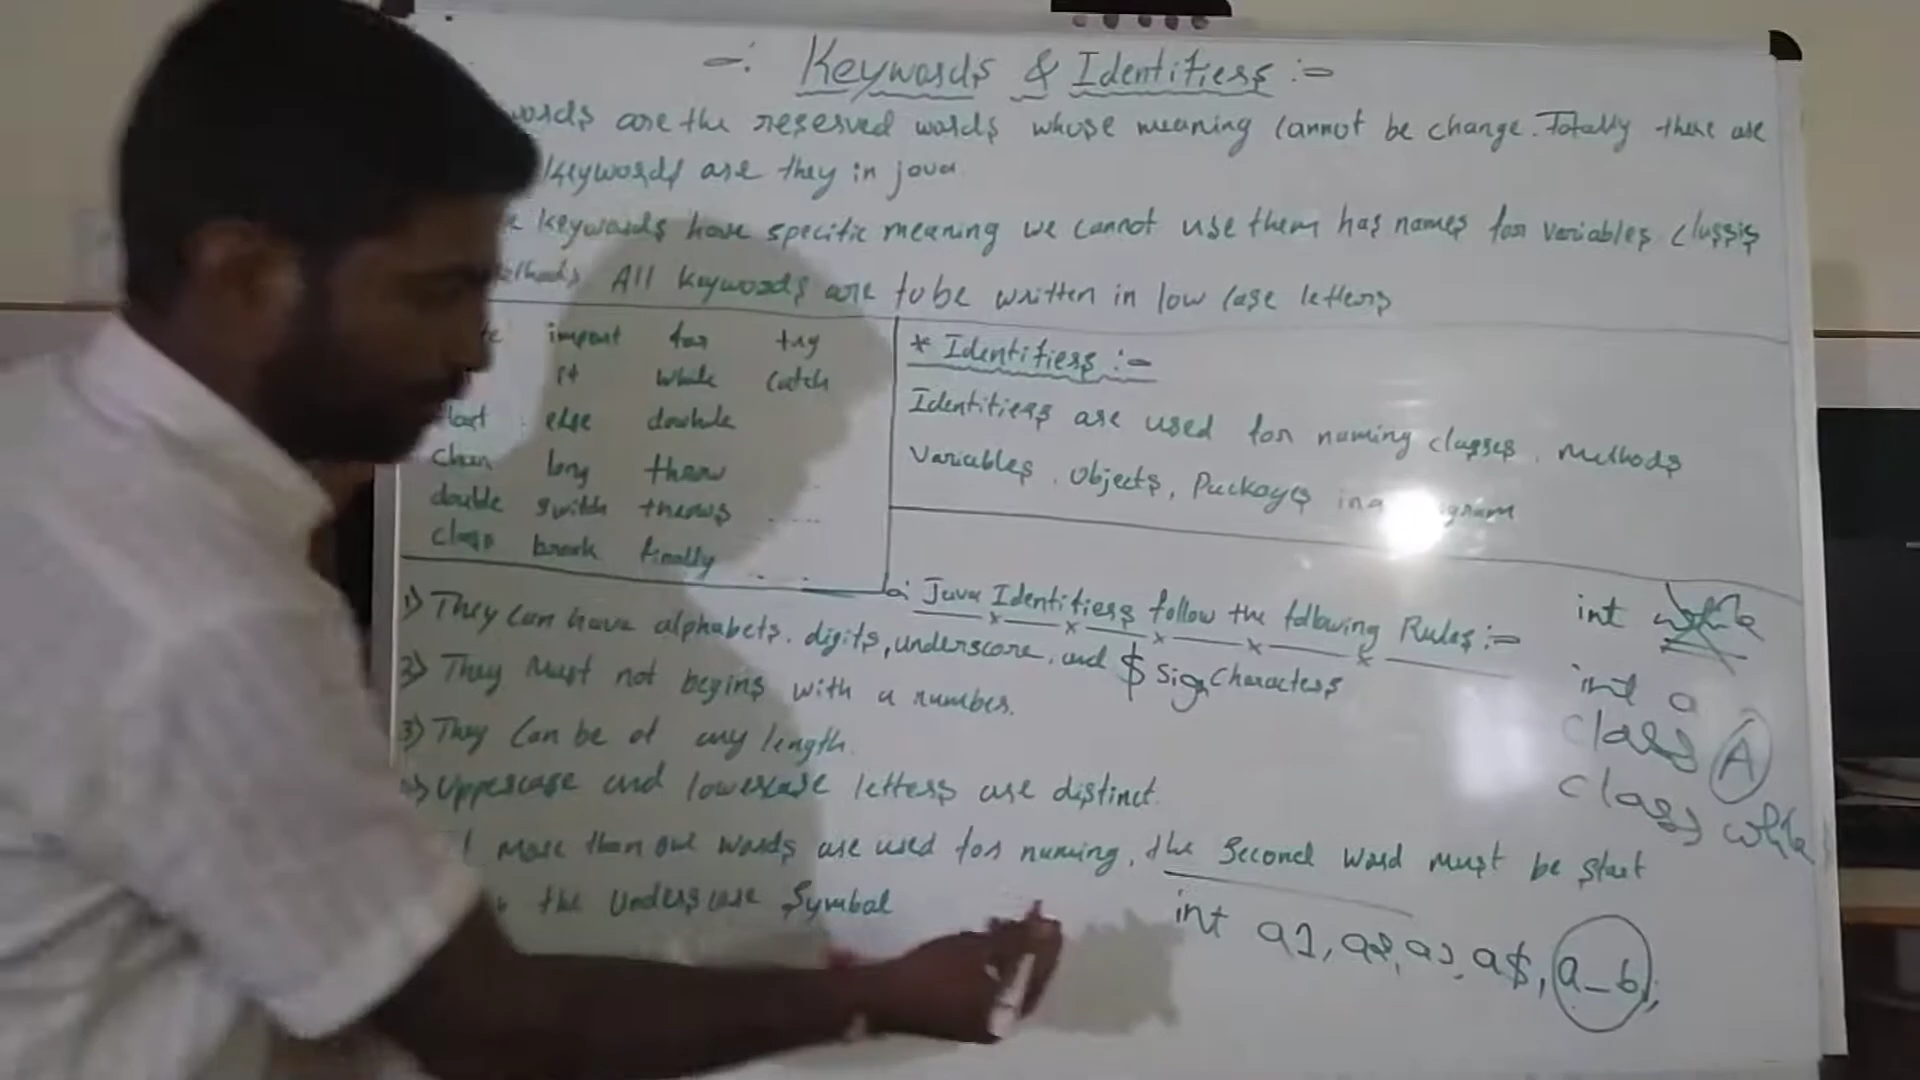 -: Keywords & Identifiers :-
words are the reserved words whose meaning cannot be change. Totally there are
keywords are they in java
keywords have specific meaning we cannot use them has names for variables, classis
methods. All keywords are to be written in low case letters
import for try
if while catch
float else dowhile
char long throw
double switch throws ....
class break finally
* Identifiers :-
Identifiers are used for naming classes, methods
Variables, Objects, Packages in a
Java Identifiers follow the following Rules :-
1) They can have alphabets, digits, underscore, and $ Sign Characters
2) They Must not begins with a number.
3) They can be of any length.
Uppercase and lowercase letters are distinct.
more than one words are used for naming, the second word must be start
the Underscore Symbol
int while
int a
class A
class while
int a1, a2, a3, a$, a_b,